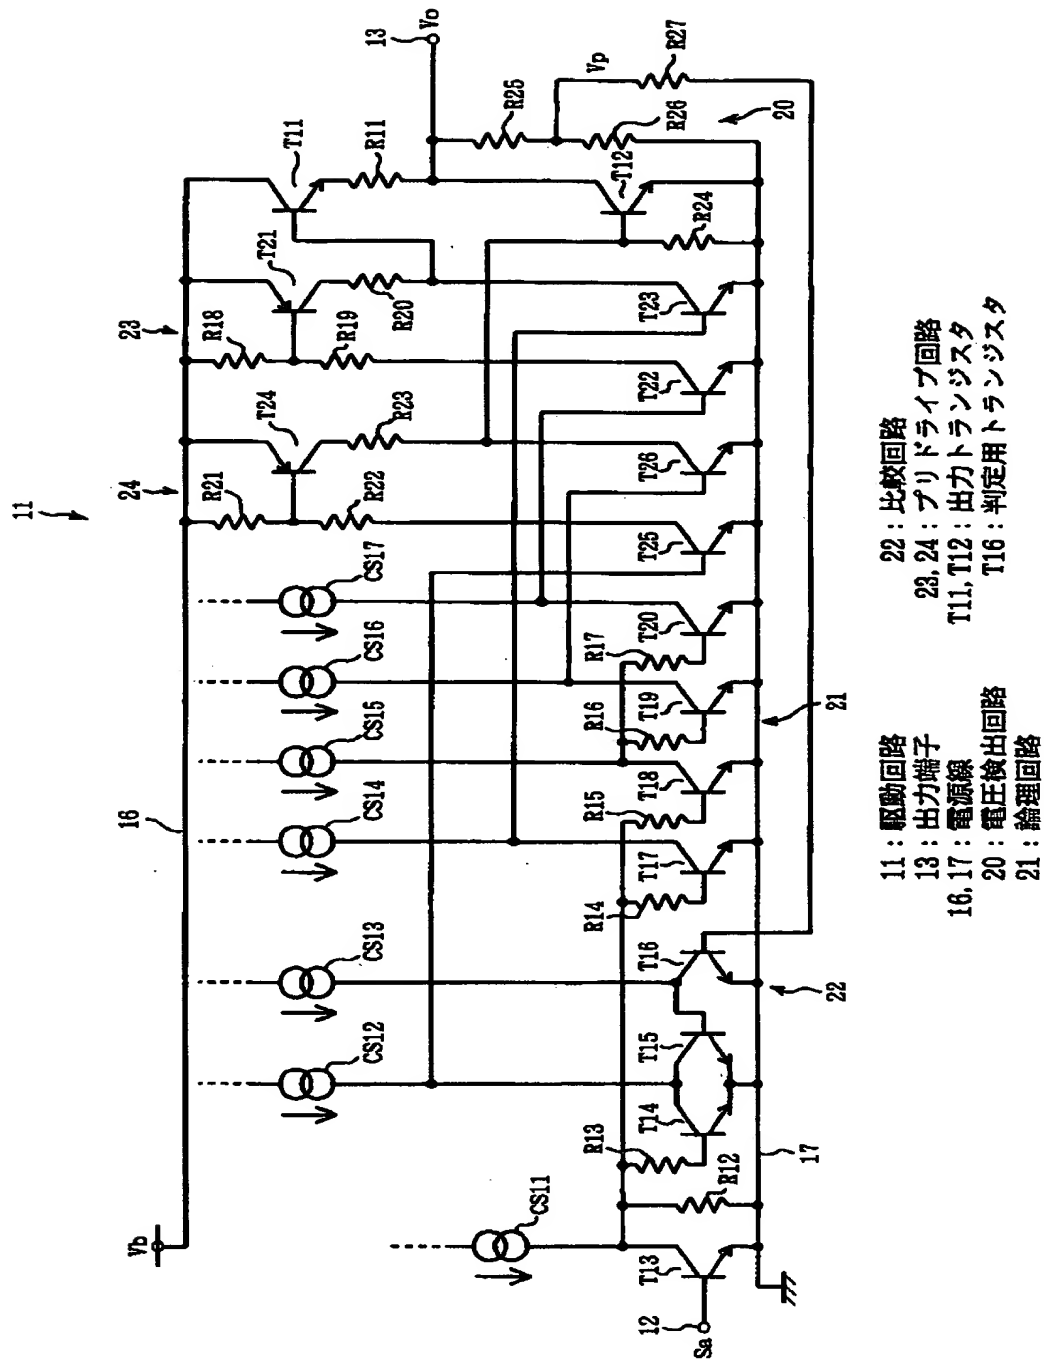 11
Vb
16
24
23
R21
R18
T24
T21
T11
R22
R19
R23
R20
R11
13
Vo
CS11
CS12
CS13
CS14
CS15
CS16
CS17
R25
Vp
R27
R26
20
12
Sa
T13
R12
R13
T14
T15
T16
R14
T17
R15
T18
R16
T19
R17
T20
T25
T26
T22
T23
T12
R24
17
22
21
11:駆動回路
13:出力端子
16,17:電源線
20:電圧検出回路
21:論理回路
22:比較回路
23,24:プリドライブ回路
T11,T12:出力トランジスタ
T16:判定用トランジスタ